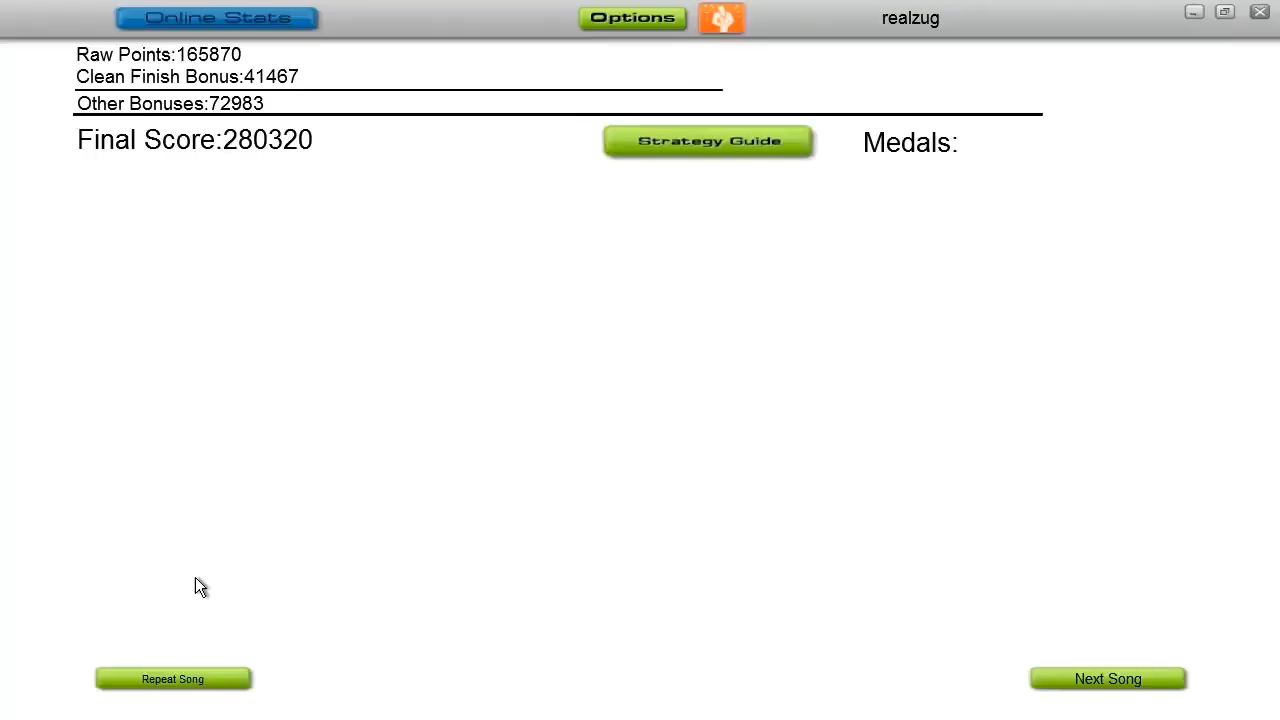 Online Stats
Options
realzug
Raw Points:165870
Clean Finish Bonus:41467
Other Bonuses:72983
Final Score:280320
Strategy Guide
Medals:
Repeat Song
Next Song